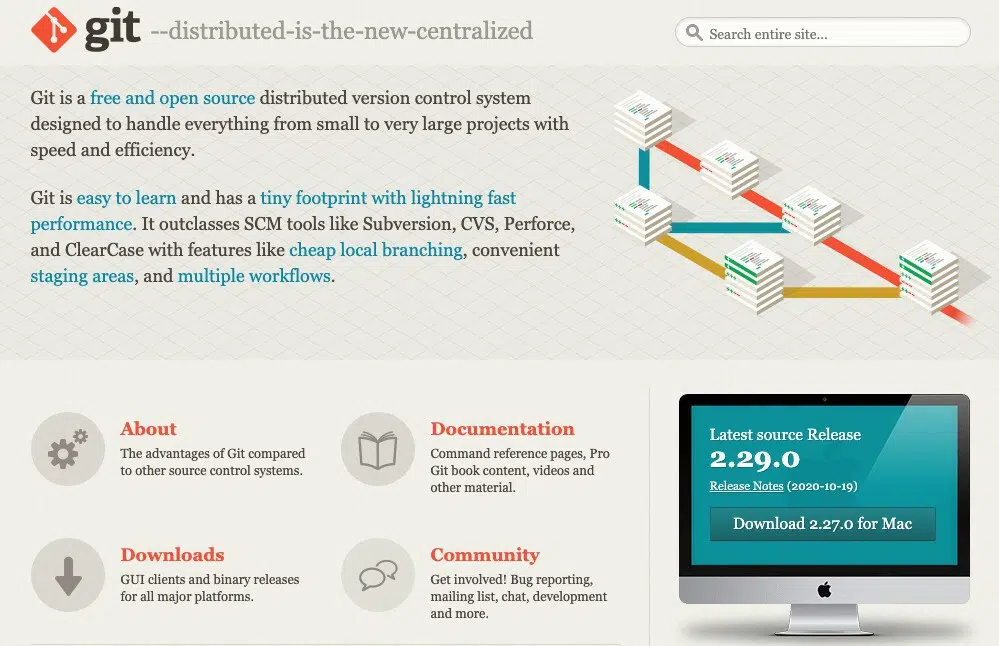 git --distributed-is-the-new-centralized
Search entire site...
Git is a free and open source distributed version control system
designed to handle everything from small to very large projects with
speed and efficiency.
Git is easy to learn and has a tiny footprint with lightning fast
performance. It outclasses SCM tools like Subversion, CVS, Perforce,
and ClearCase with features like cheap local branching, convenient
staging areas, and multiple workflows.
About
The advantages of Git compared
to other source control systems.
Documentation
Command reference pages, Pro
Git book content, videos and
other material.
Downloads
GUI clients and binary releases
for all major platforms.
Community
Get involved! Bug reporting,
mailing list, chat, development
and more.
Latest source Release
2.29.0
Release Notes (2020-10-19)
Download 2.27.0 for Mac